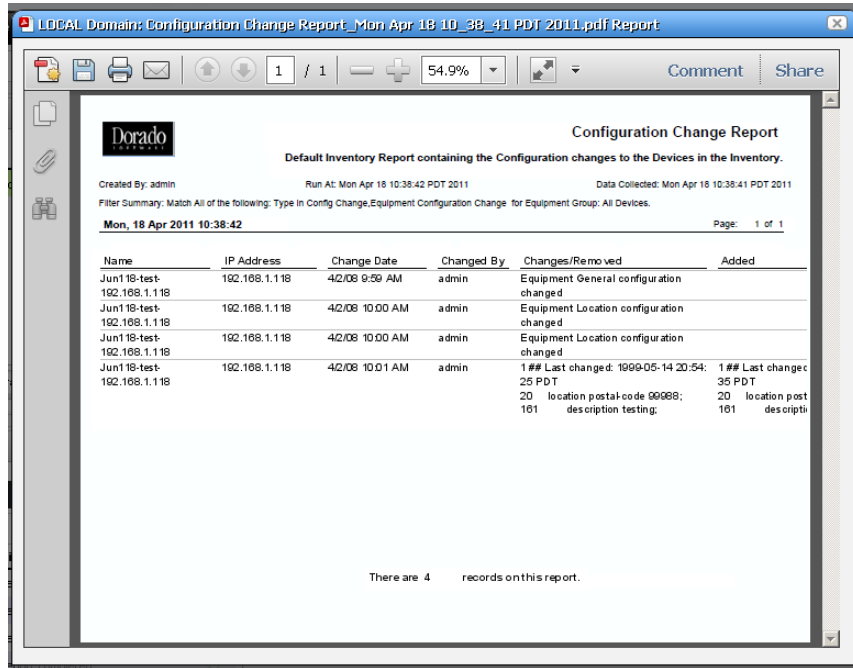 LOCAL Domain: Configuration Change Report_Mon Apr 18 10_38_41 PDT 2011.pdf Report
1 / 1 54.9% Comment Share
Dorado
SOFTWARE
Configuration Change Report
Default Inventory Report containing the Configuration changes to the Devices in the Inventory.
Created By: admin Run At: Mon Apr 18 10:38:42 PDT 2011 Data Collected: Mon Apr 18 10:38:41 PDT 2011
Filter Summary: Match All of the following: Type in Config Change,Equipment Configuration Change for Equipment Group: All Devices.
Mon, 18 Apr 2011 10:38:42 Page: 1 of 1
Name IP Address Change Date Changed By Changes/Removed Added
Jun118-test- 192.168.1.118 4/2/08 9:59 AM admin Equipment General configuration
192.168.1.118 changed
Jun118-test- 192.168.1.118 4/2/08 10:00 AM admin Equipment Location configuration
192.168.1.118 changed
Jun118-test- 192.168.1.118 4/2/08 10:00 AM admin Equipment Location configuration
192.168.1.118 changed
Jun118-test- 192.168.1.118 4/2/08 10:01 AM admin 1 ## Last changed: 1999-05-14 20:54: 1 ## Last changed
192.168.1.118 25 PDT 35 PDT
20 location postal-code 99988; 20 location post
161 description testing; 161 descripti
There are 4 records on this report.